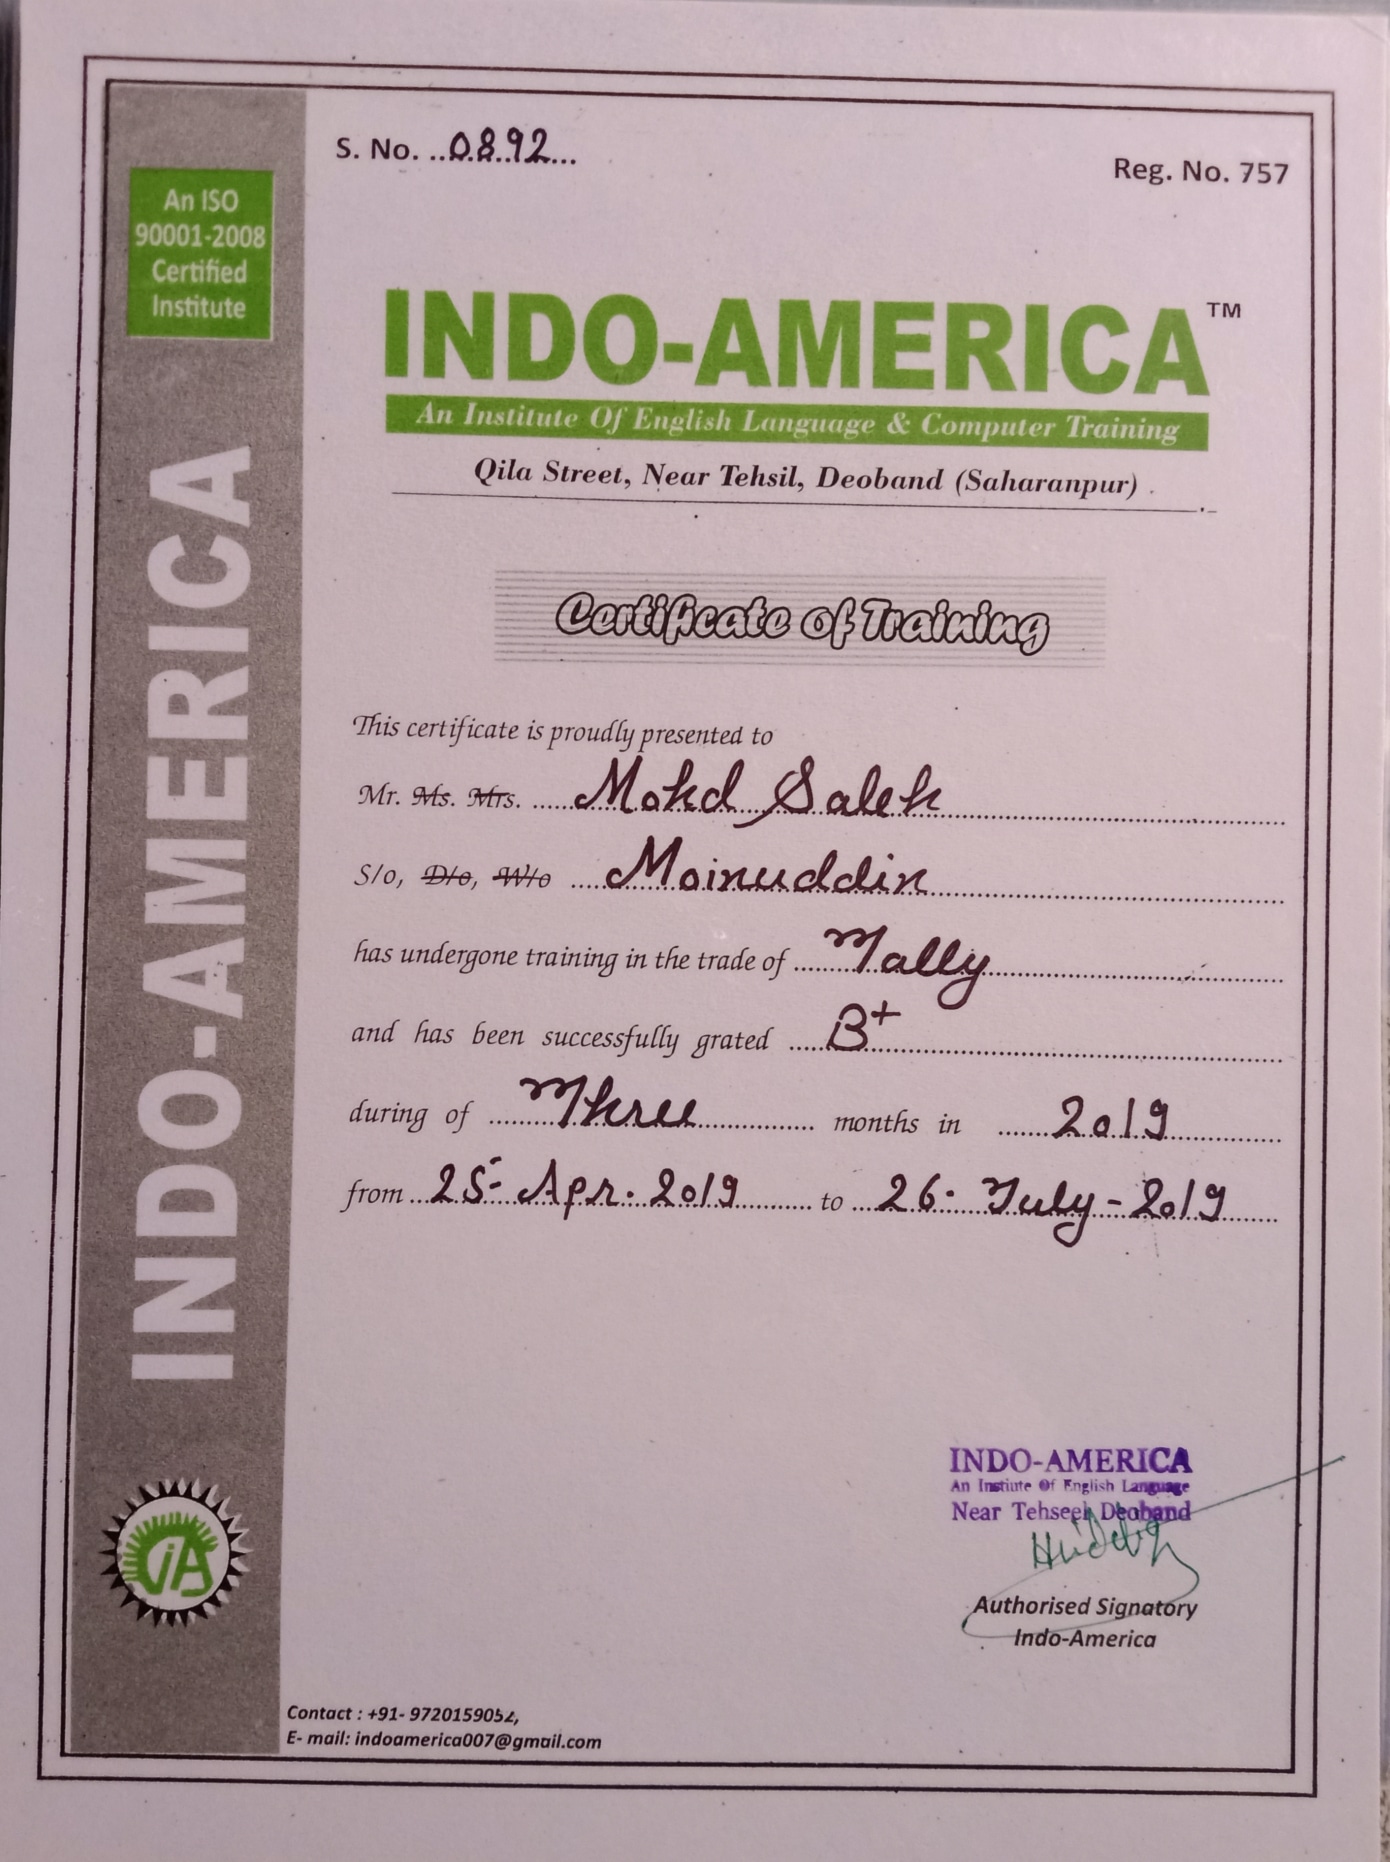 S. No. ..0892...
Reg. No. 757
An ISO
90001-2008
Certified
Institute
INDO-AMERICA™
An Institute Of English Language & Computer Training
Qila Street, Near Tehsil, Deoband (Saharanpur)
INDO-AMERICA
Certificate of Training
This certificate is proudly presented to
Mr. Ms. Mrs. Mohd Saleh
S/o, D/o, W/o Moinuddin
has undergone training in the trade of Tally
and has been successfully grated B+
during of Three months in 2019
from 25-Apr. 2019 to 26-July-2019
INDO-AMERICA
An Instiute Of English Language
Near Tehseel Deoband
Authorised Signatory
Indo-America
iA
Contact : +91- 9720159052,
E- mail: indoamerica007@gmail.com